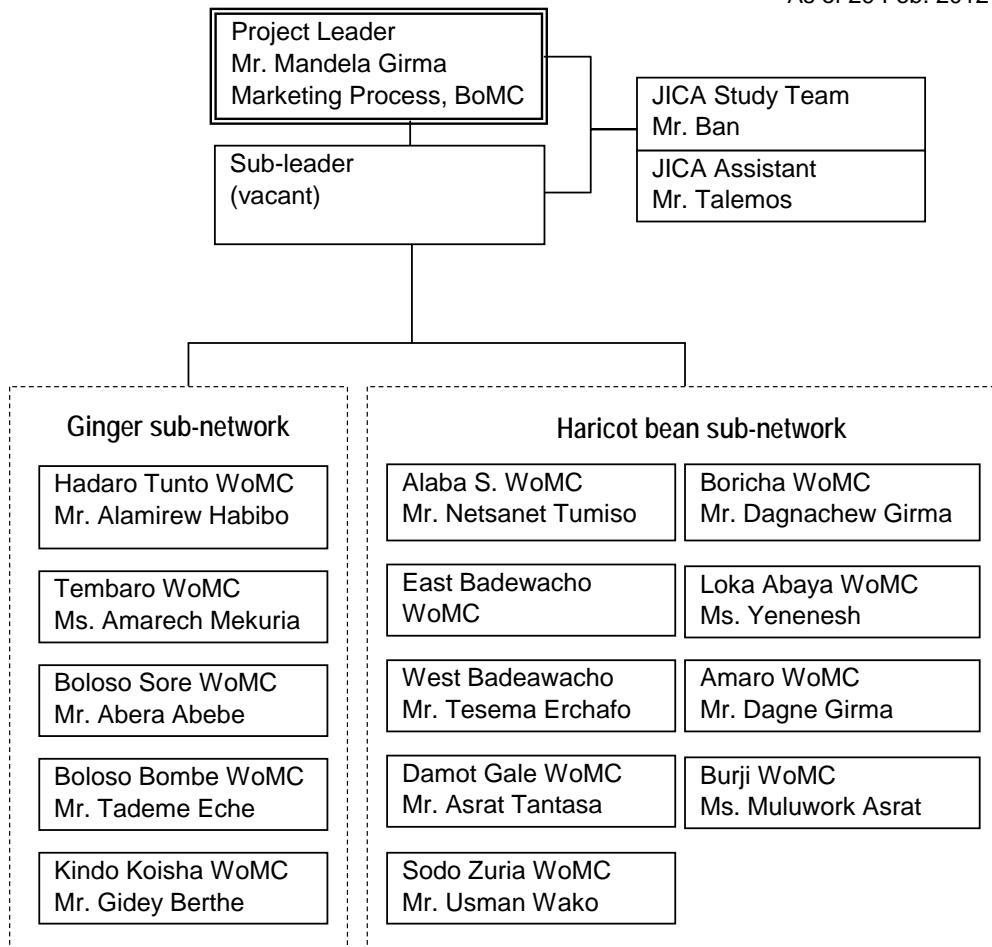 As of Feb. 2012
Project Leader
Mr. Mandela Girma
Marketing Process, BoMC
JICA Study Team
Mr. Ban
JICA Assistant
Mr. Talemos
Sub-leader
(vacant)
Ginger sub-network
Hadaro Tunto WoMC
Mr. Alamirew Habibo
Tembaro WoMC
Ms. Amarech Mekuria
Boloso Sore WoMC
Mr. Abera Abebe
Boloso Bombe WoMC
Mr. Tademe Eche
Kindo Koisha WoMC
Mr. Gidey Berthe
Haricot bean sub-network
Alaba S. WoMC
Mr. Netsanet Tumiso
East Badewacho
WoMC
West Badeawacho
Mr. Tesema Erchafo
Damot Gale WoMC
Mr. Asrat Tantasa
Sodo Zuria WoMC
Mr. Usman Wako
Boricha WoMC
Mr. Dagnachew Girma
Loka Abaya WoMC
Ms. Yenenesh
Amaro WoMC
Mr. Dagne Girma
Burji WoMC
Ms. Muluwork Asrat